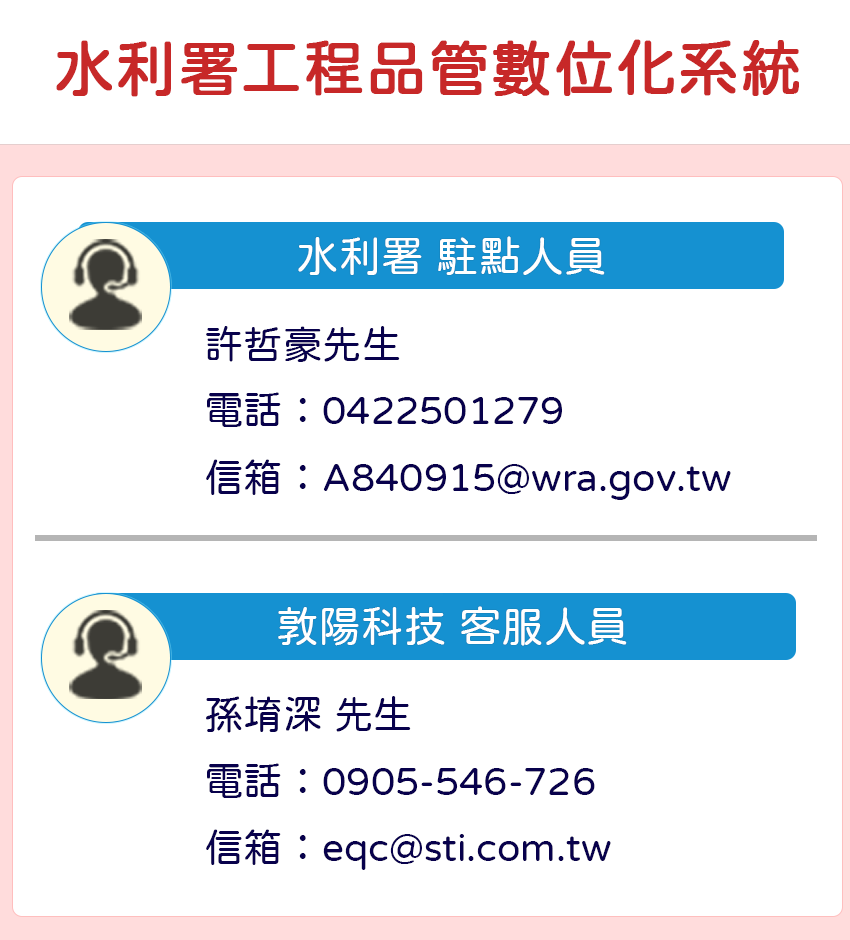 水利署工程品管數位化系統
水利署 駐點人員
許哲豪先生
電話：0422501279
信箱：A840915@wra.gov.tw
敦陽科技 客服人員
孫堉深 先生
電話：0905-546-726
信箱：eqc@sti.com.tw